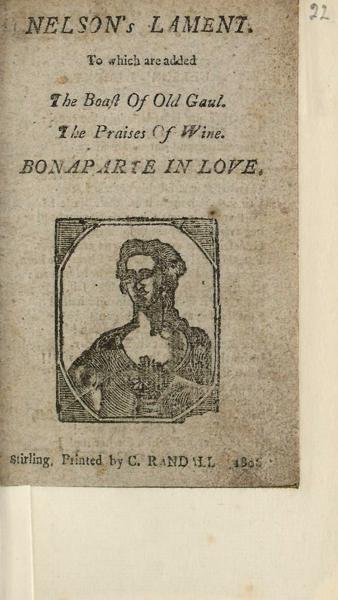 22
NELSON's LAMENT.
To which are added
The Boaſt Of Old Gaul.
The Praises Of Wine.
BONAPARTE IN LOVE.
Stirling, Printed by C. RANDALL